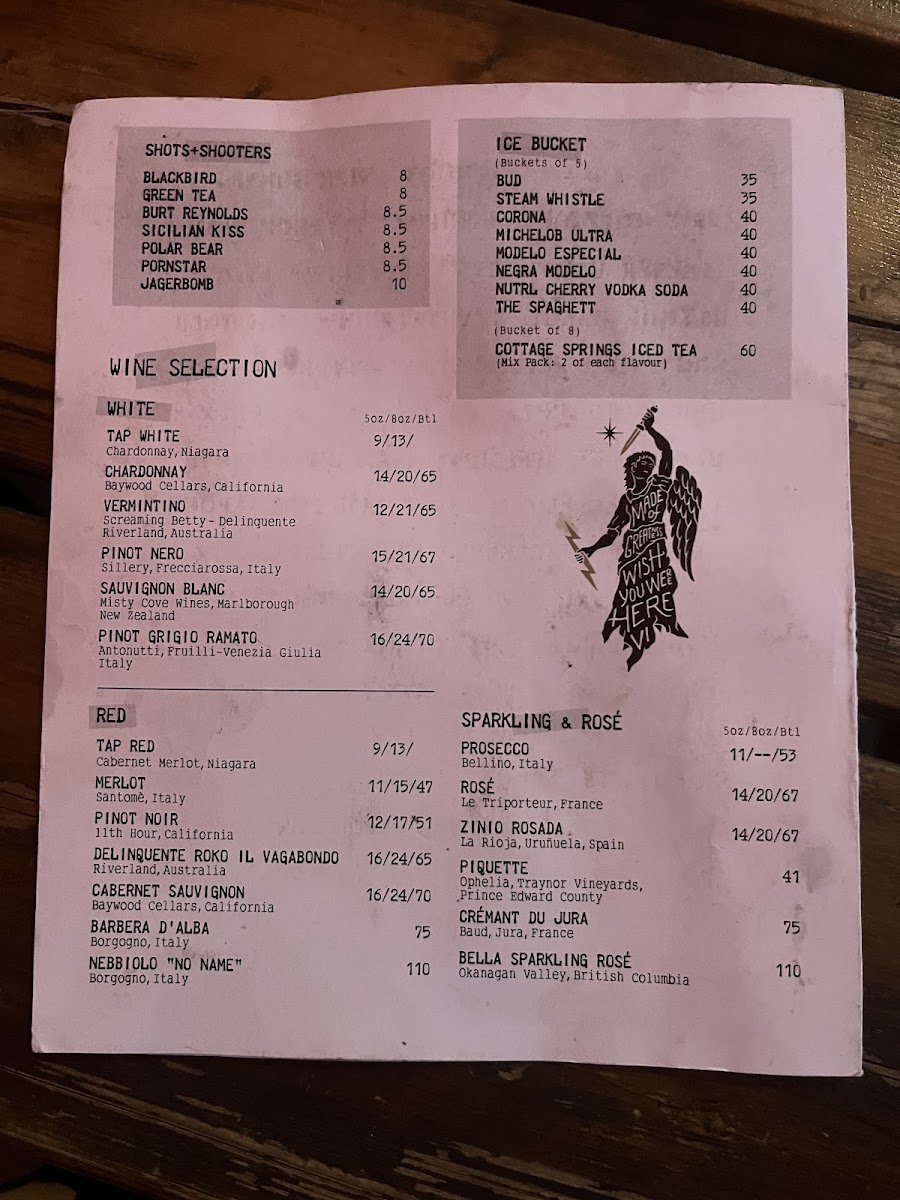 SHOTS+SHOOTERS
BLACKBIRD 8
GREEN TEA 8
BURT REYNOLDS 8.5
SICILIAN KISS 8.5
POLAR BEAR 8.5
PORNSTAR 8.5
JAGERBOMB 10
ICE BUCKET
(Buckets of 5)
BUD 35
STEAM WHISTLE 35
CORONA 40
MICHELOB ULTRA 40
MODELO ESPECIAL 40
NEGRA MODELO 40
NUTRL CHERRY VODKA SODA 40
THE SPAGHETT 40
(Bucket of 8)
COTTAGE SPRINGS ICED TEA 60
(Mix Pack: 2 of each flavour)
WINE SELECTION
WHITE
5oz/8oz/Btl
TAP WHITE 9/13/
Chardonnay, Niagara
CHARDONNAY 14/20/65
Baywood Cellars, California
VERMINTINO 12/21/65
Screaming Betty - Delinquente
Riverland, Australia
PINOT NERO 15/21/67
Sillery, Frecciarossa, Italy
SAUVIGNON BLANC 14/20/65
Misty Cove Wines, Marlborough
New Zealand
PINOT GRIGIO RAMATO 16/24/70
Antonutti, Fruilli-Venezia Giulia
Italy
MADE
of
GREATNESS
WISH
YOU WERE
HERE
VI
RED
TAP RED 9/13/
Cabernet Merlot, Niagara
MERLOT 11/15/47
Santomè, Italy
PINOT NOIR 12/17/51
11th Hour, California
DELINQUENTE ROKO IL VAGABONDO 16/24/65
Riverland, Australia
CABERNET SAUVIGNON 16/24/70
Baywood Cellars, California
BARBERA D'ALBA 75
Borgogno, Italy
NEBBIOLO "NO NAME" 110
Borgogno, Italy
SPARKLING & ROSÉ
5oz/8oz/Btl
PROSECCO 11/--/53
Bellino, Italy
ROSÉ 14/20/67
Le Triporteur, France
ZINIO ROSADA 14/20/67
La Rioja, Uruñuela, Spain
PIQUETTE 41
Ophelia, Traynor Vineyards,
Prince Edward County
CRÉMANT DU JURA 75
Baud, Jura, France
BELLA SPARKLING ROSÉ 110
Okanagan Valley, British Columbia